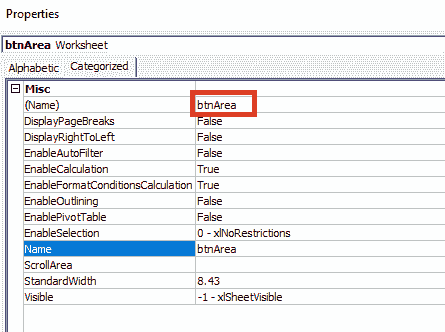 Properties
btnArea Worksheet
Alphabetic Categorized
Misc
(Name) btnArea
DisplayPageBreaks False
DisplayRightToLeft False
EnableAutoFilter False
EnableCalculation True
EnableFormatConditionsCalculation True
EnableOutlining False
EnablePivotTable False
EnableSelection 0 - xlNoRestrictions
Name btnArea
ScrollArea
StandardWidth 8.43
Visible -1 - xlSheetVisible